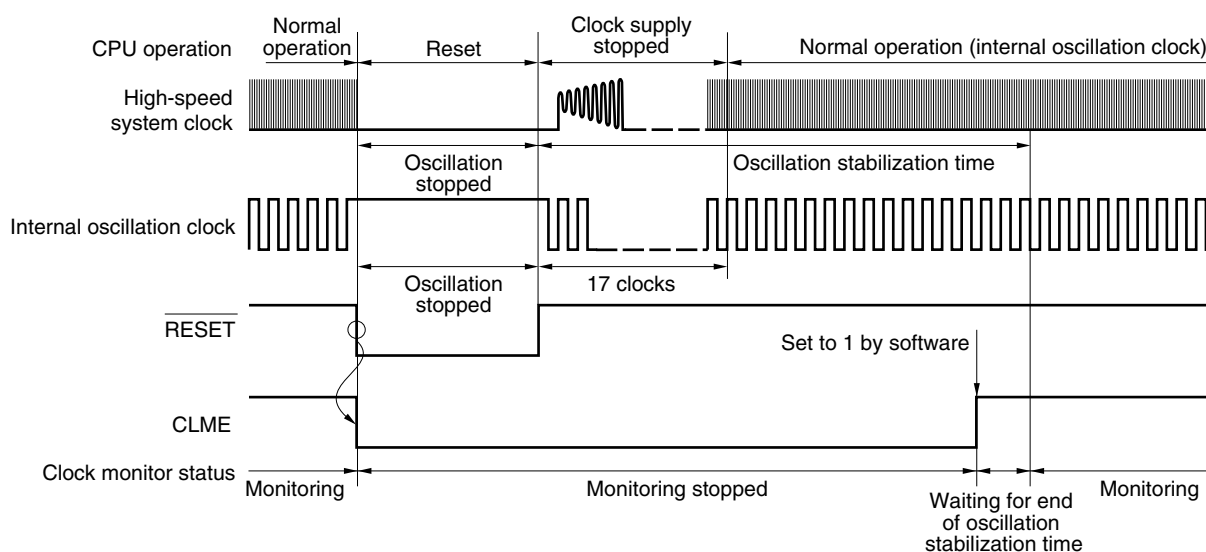 Normal
operation
Clock supply
stopped
CPU operation
Reset
Normal operation (internal oscillation clock)
High-speed
system clock
Oscillation
stopped
Oscillation stabilization time
Internal oscillation clock
Oscillation
stopped
17 clocks
RESET
Set to 1 by software
CLME
Clock monitor status
Monitoring
Monitoring stopped
Waiting for end
of oscillation
stabilization time
Monitoring